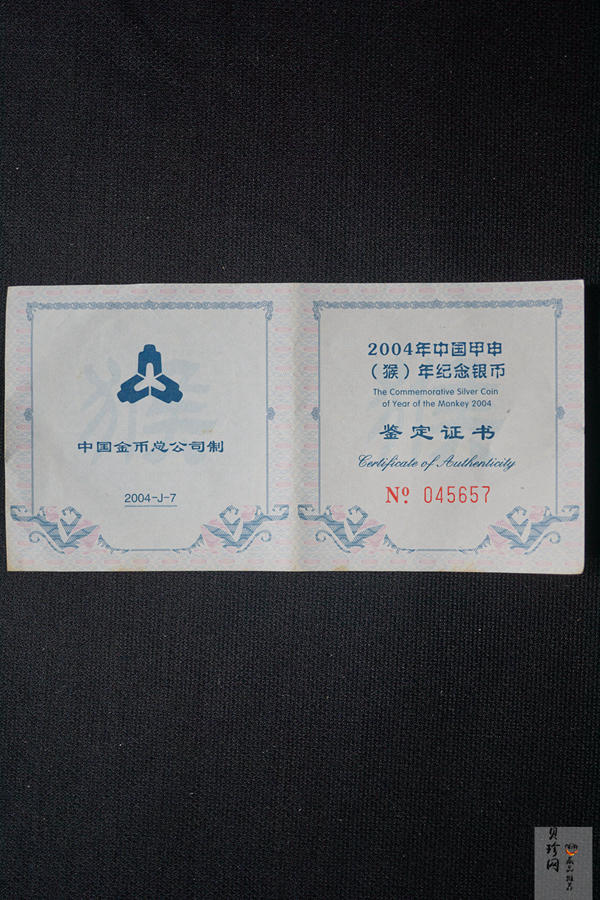 中国金币总公司制
2004-J-7
2004年中国甲申
（猴）年纪念银币
The Commemorative Silver Coin
of Year of the Monkey 2004
鉴定证书
Certificate of Authenticity
Nº 045657
贝珍网